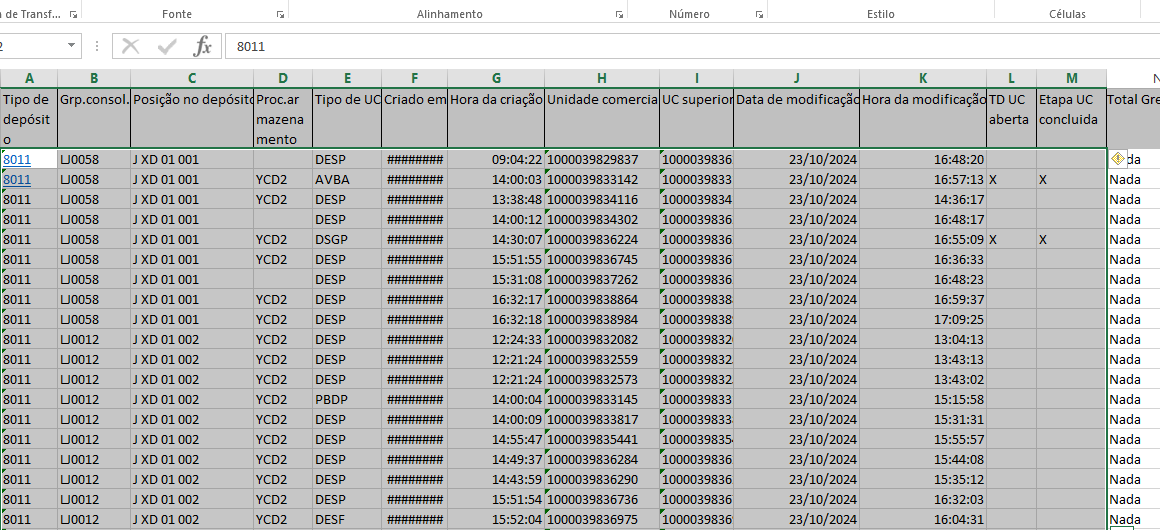 de Transf... Fonte Alinhamento Número Estilo Células
2 fx 8011
A B C D E F G H I J K L M N
Tipo de depósito Grp.consol. Posição no depósito Proc.ar mazena mento Tipo de UC Criado em Hora da criação Unidade comercia UC superior Data de modificação Hora da modificação TD UC aberta Etapa UC concluida Total Gre
8011 LJ0058 J XD 01 001 DESP ######## 09:04:22 1000039829837 1000039836 23/10/2024 16:48:20 da
8011 LJ0058 J XD 01 001 YCD2 AVBA ######## 14:00:03 1000039833142 1000039833 23/10/2024 16:57:13 X X Nada
8011 LJ0058 J XD 01 001 YCD2 DESP ######## 13:38:48 1000039834116 1000039834 23/10/2024 14:36:17 Nada
8011 LJ0058 J XD 01 001 DESP ######## 14:00:12 1000039834302 1000039836 23/10/2024 16:48:17 Nada
8011 LJ0058 J XD 01 001 YCD2 DSGP ######## 14:30:07 1000039836224 1000039836 23/10/2024 16:55:09 X X Nada
8011 LJ0058 J XD 01 001 YCD2 DESP ######## 15:51:55 1000039836745 1000039836 23/10/2024 16:36:33 Nada
8011 LJ0058 J XD 01 001 DESP ######## 15:31:08 1000039837262 1000039836 23/10/2024 16:48:23 Nada
8011 LJ0058 J XD 01 001 YCD2 DESP ######## 16:32:17 1000039838864 1000039838 23/10/2024 16:59:37 Nada
8011 LJ0058 J XD 01 001 YCD2 DESP ######## 16:32:18 1000039838984 1000039838 23/10/2024 17:09:25 Nada
8011 LJ0012 J XD 01 002 YCD2 DESP ######## 12:24:33 1000039832082 1000039832 23/10/2024 13:04:13 Nada
8011 LJ0012 J XD 01 002 YCD2 DESP ######## 12:21:24 1000039832559 1000039832 23/10/2024 13:43:13 Nada
8011 LJ0012 J XD 01 002 YCD2 DESP ######## 12:21:24 1000039832573 1000039832 23/10/2024 13:43:02 Nada
8011 LJ0012 J XD 01 002 YCD2 PBDP ######## 14:00:04 1000039833145 1000039833 23/10/2024 15:15:58 Nada
8011 LJ0012 J XD 01 002 YCD2 DESP ######## 14:00:09 1000039833817 1000039833 23/10/2024 15:31:31 Nada
8011 LJ0012 J XD 01 002 YCD2 DESP ######## 14:55:47 1000039835441 1000039835 23/10/2024 15:55:57 Nada
8011 LJ0012 J XD 01 002 YCD2 DESP ######## 14:49:37 1000039836284 1000039836 23/10/2024 15:44:08 Nada
8011 LJ0012 J XD 01 002 YCD2 DESP ######## 14:43:59 1000039836290 1000039836 23/10/2024 15:35:12 Nada
8011 LJ0012 J XD 01 002 YCD2 DESP ######## 15:51:54 1000039836736 1000039836 23/10/2024 16:32:03 Nada
8011 LJ0012 J XD 01 002 YCD2 DESF ######## 15:52:04 1000039836975 1000039836 23/10/2024 16:04:31 Nada